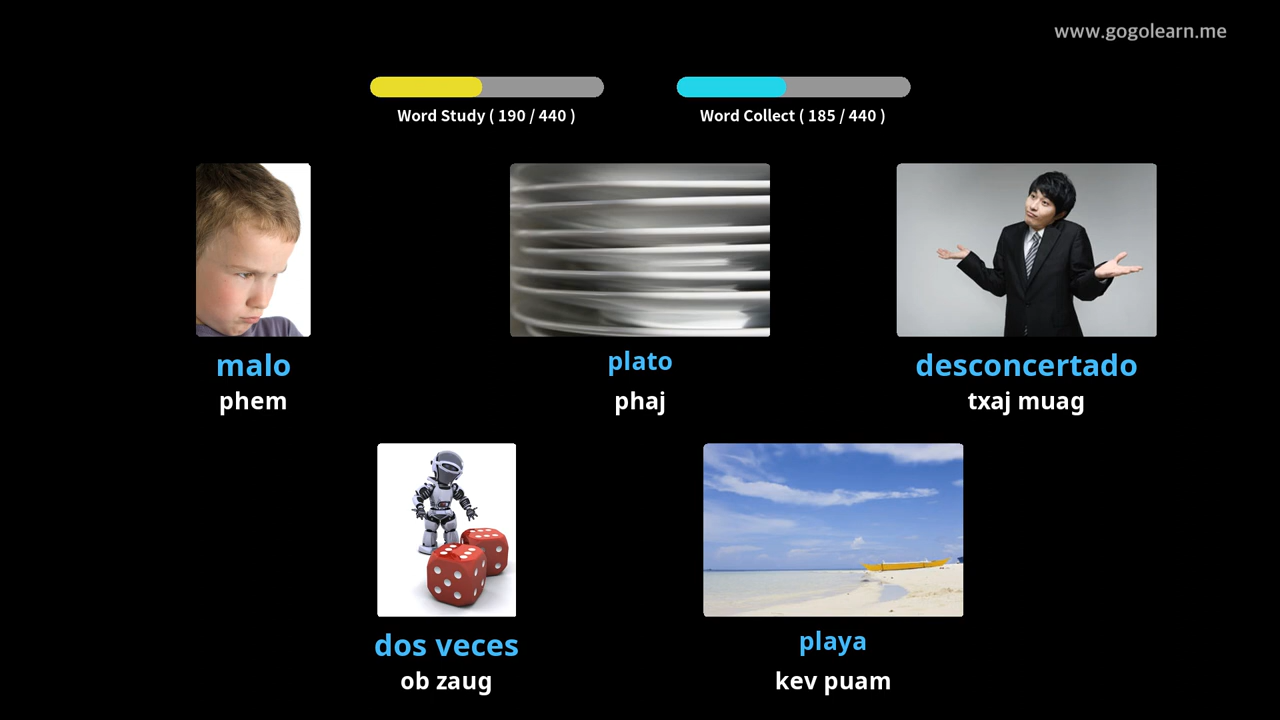 www.gogolearn.me
Word Study ( 190 / 440 )
Word Collect ( 185 / 440 )
malo
phem
plato
phaj
desconcertado
txaj muag
dos veces
ob zaug
playa
kev puam